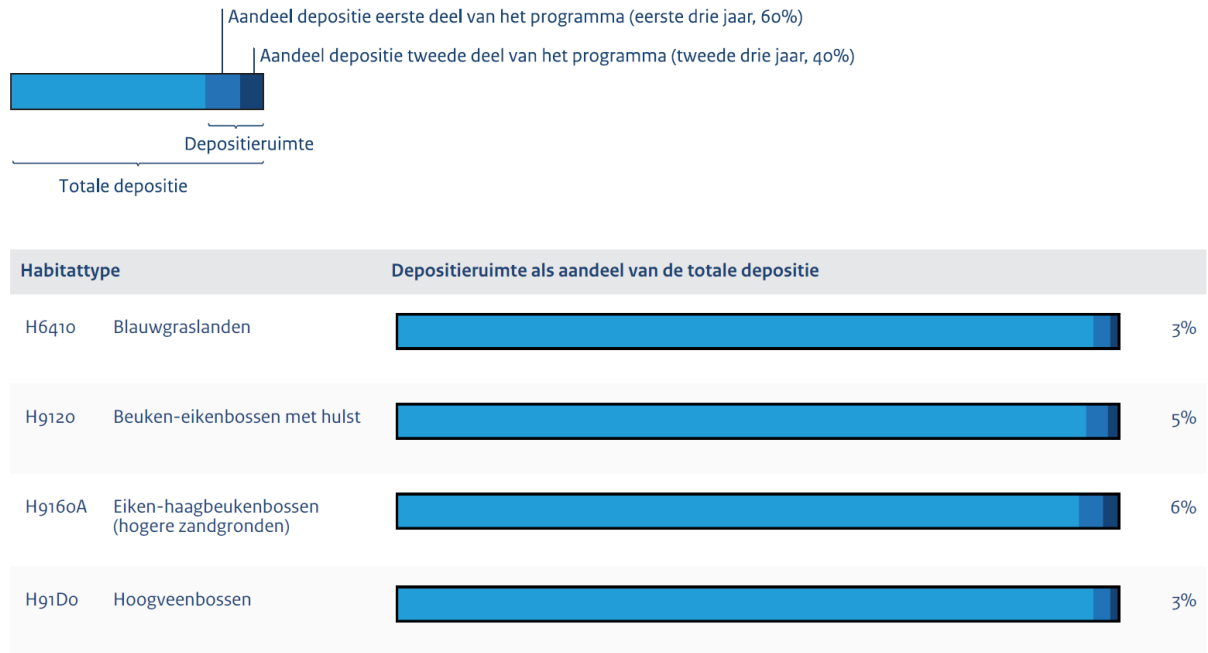 Aandeel depositie eerste deel van het programma (eerste drie jaar, 60%)
Aandeel depositie tweede deel van het programma (tweede drie jaar, 40%)
Depositieruimte
Totale depositie
Habitattype Depositieruimte als aandeel van de totale depositie
H6410 Blauwgraslanden 3%
H9120 Beuken-eikenbossen met hulst 5%
H9160A Eiken-haagbeukenbossen 6%
(hogere zandgronden)
H91D0 Hoogveenbossen 3%